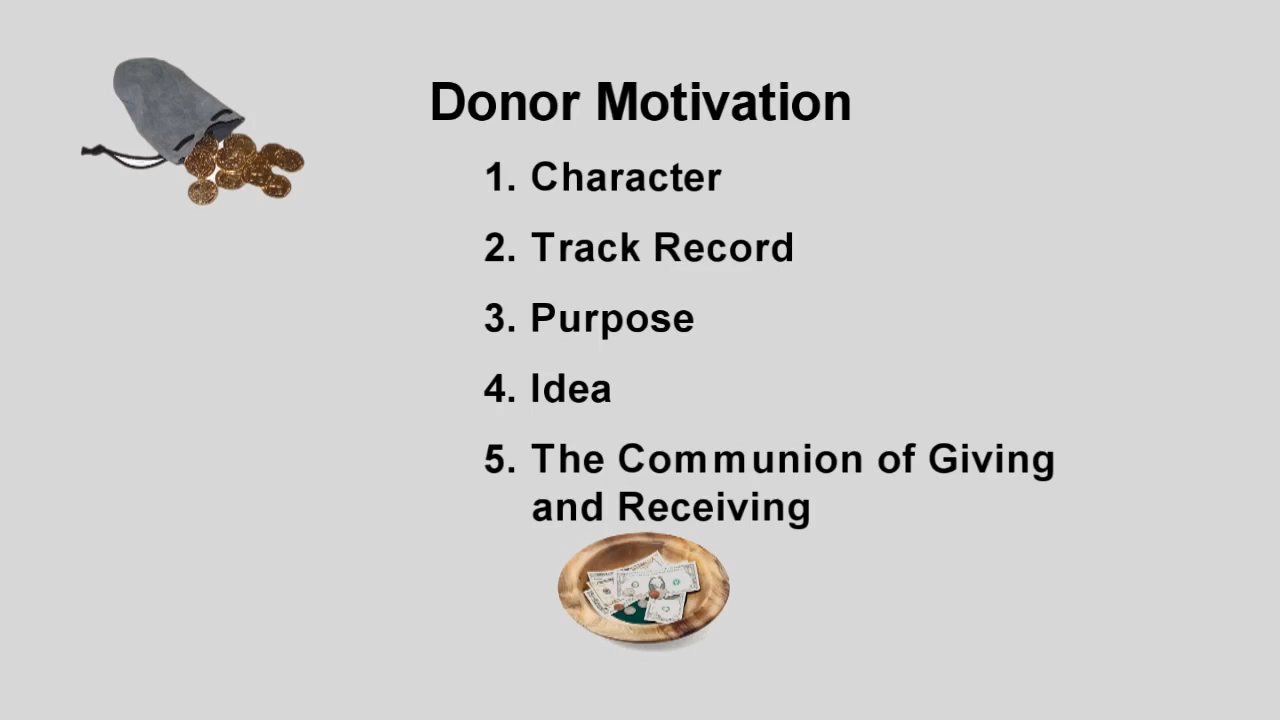 Donor Motivation
1. Character
2. Track Record
3. Purpose
4. Idea
5. The Communion of Giving
and Receiving